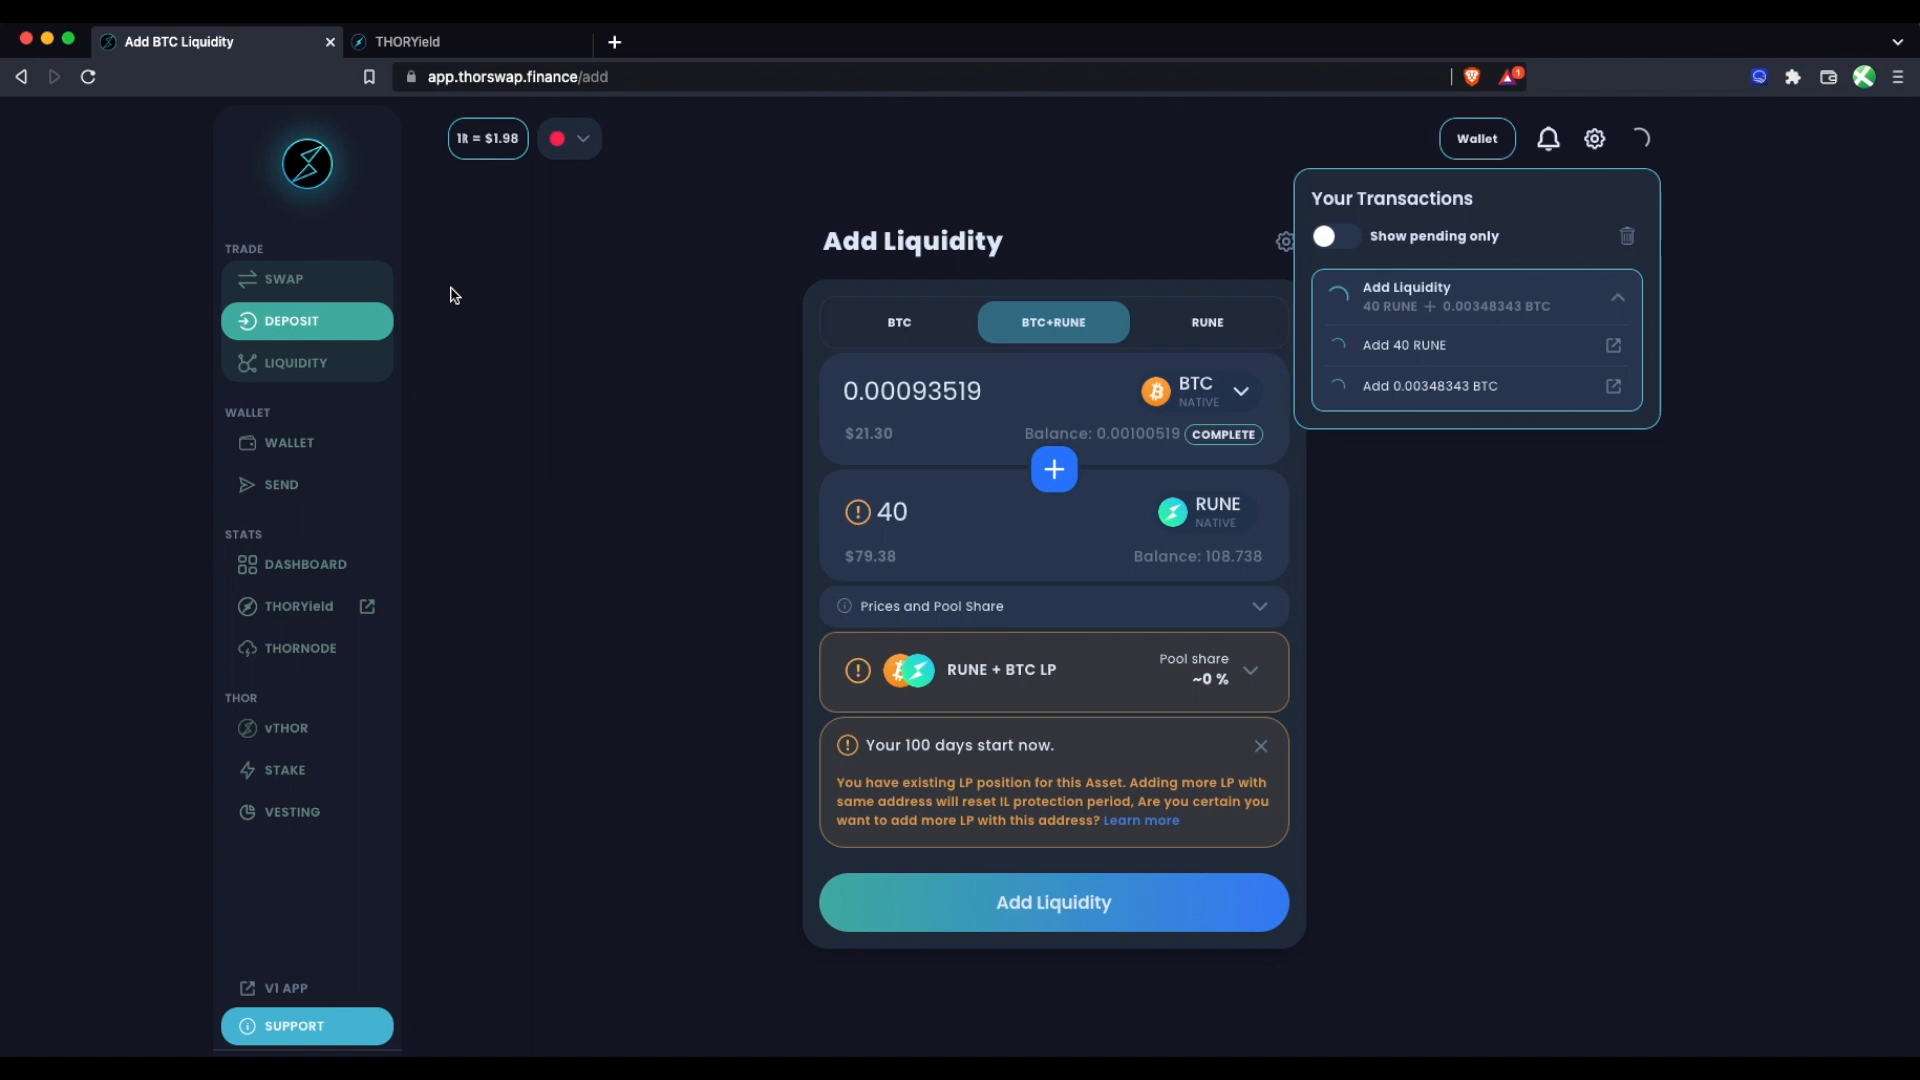 Add BTC Liquidity
THORYield
app.thorswap.finance/add
1
1R = $1.98
Wallet
Your Transactions
Show pending only
Add Liquidity
40 RUNE + 0.00348343 BTC
Add 40 RUNE
Add 0.00348343 BTC
TRADE
SWAP
DEPOSIT
LIQUIDITY
WALLET
WALLET
SEND
STATS
DASHBOARD
THORYield
THORNODE
THOR
vTHOR
STAKE
VESTING
V1 APP
SUPPORT
Add Liquidity
BTC
BTC+RUNE
RUNE
0.00093519
BTC
NATIVE
$21.30
Balance: 0.00100519 COMPLETE
40
RUNE
NATIVE
$79.38
Balance: 108.738
Prices and Pool Share
RUNE + BTC LP
Pool share
~0 %
Your 100 days start now.
You have existing LP position for this Asset. Adding more LP with
same address will reset IL protection period, Are you certain you
want to add more LP with this address? Learn more
Add Liquidity